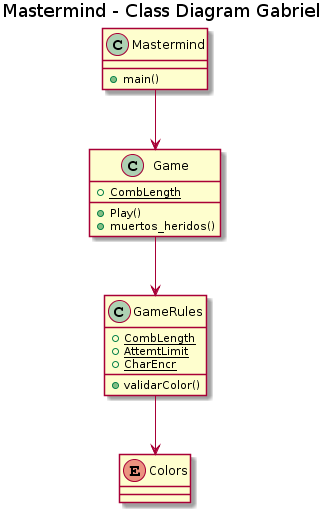 Mastermind - Class Diagram Gabriel
C Mastermind
main()
C Game
CombLength
Play()
muertos_heridos()
C GameRules
CombLength
AttemtLimit
CharEncr
validarColor()
E Colors